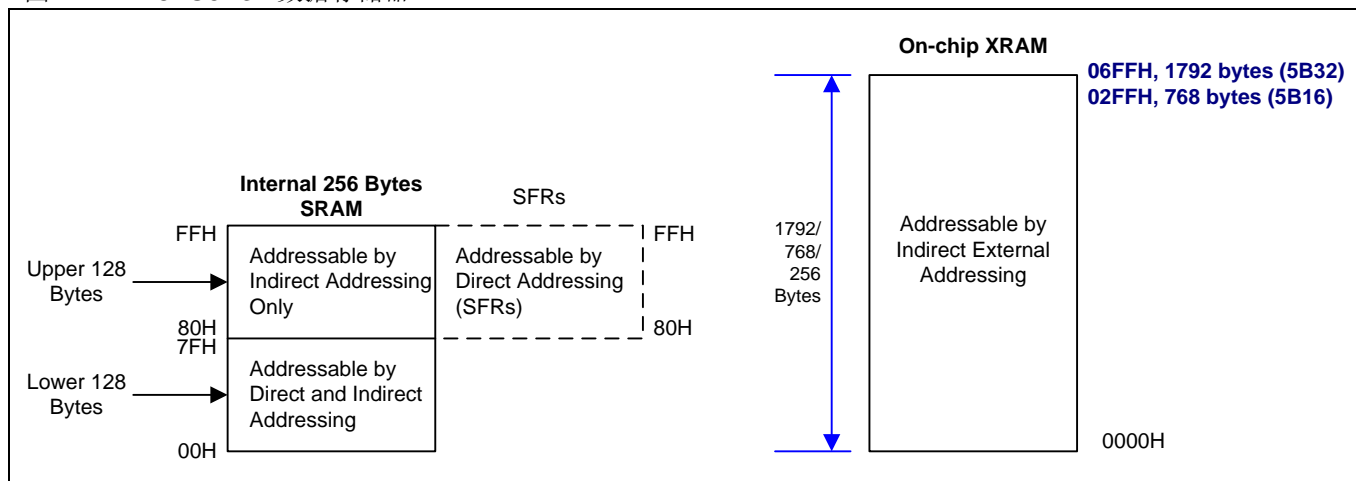 On-chip XRAM
06FFH, 1792 bytes (5B32)
02FFH, 768 bytes (5B16)
Internal 256 Bytes
SRAM
SFRs
FFH
FFH
Upper 128
Bytes
Addressable by
Indirect Addressing
Only
Addressable by
Direct Addressing
(SFRs)
80H
80H
7FH
Lower 128
Bytes
Addressable by
Direct and Indirect
Addressing
00H
1792/
768/
256
Bytes
Addressable by
Indirect External
Addressing
0000H